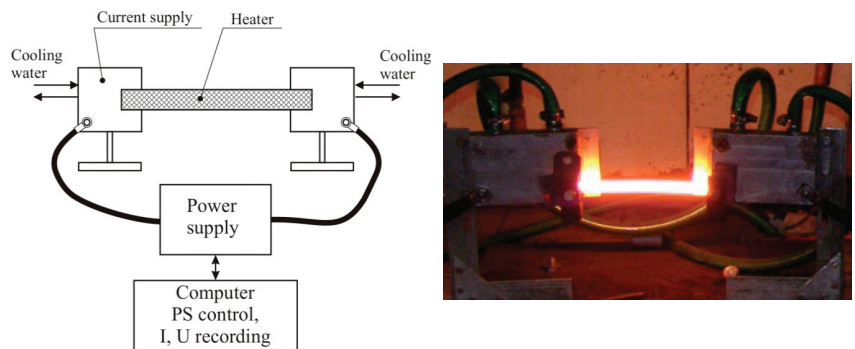 Current supply
Heater
Cooling
water
Cooling
water
Power
supply
Computer
PS control,
I, U recording